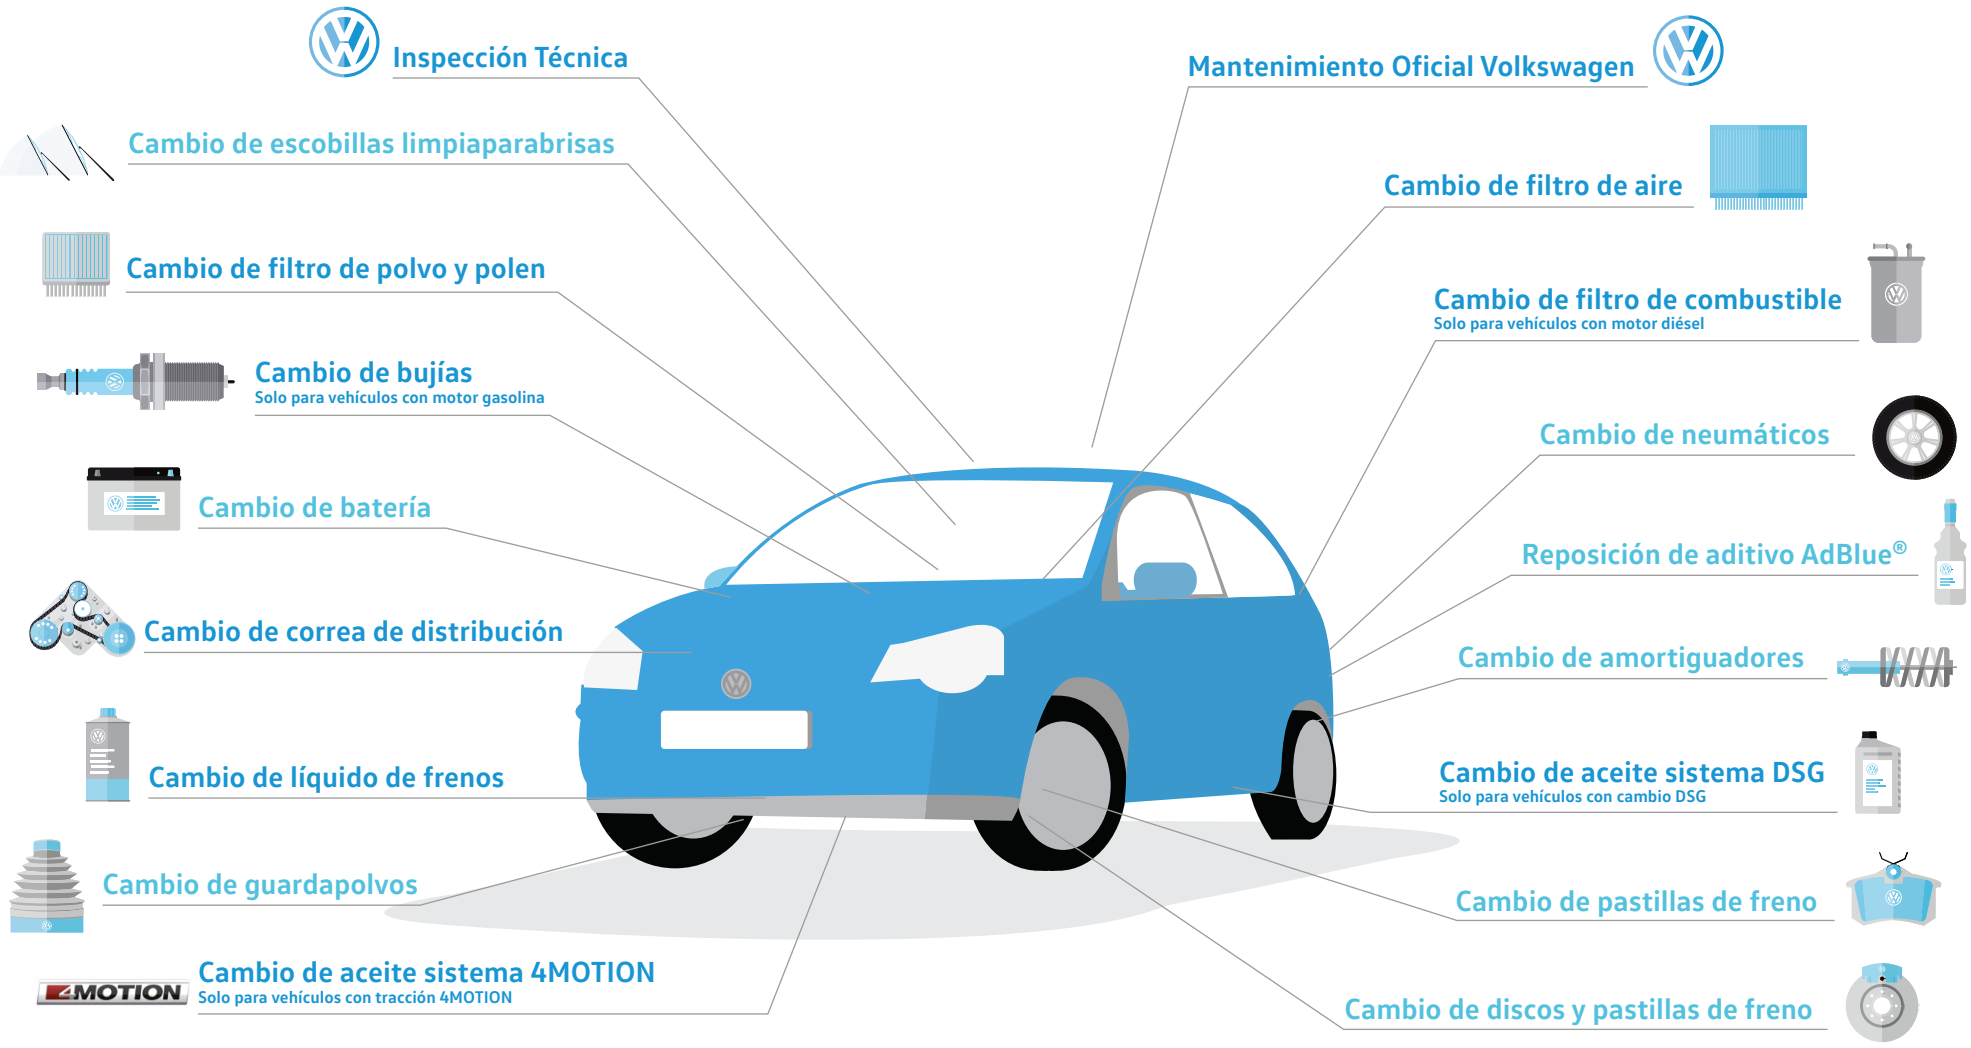 Inspección Técnica
Cambio de escobillas limpiaparabrisas
Cambio de filtro de polvo y polen
Cambio de bujías
Solo para vehículos con motor gasolina
Cambio de batería
Cambio de correa de distribución
Cambio de líquido de frenos
Cambio de guardapolvos
4MOTION
Cambio de aceite sistema 4MOTION
Solo para vehículos con tracción 4MOTION
Mantenimiento Oficial Volkswagen
Cambio de filtro de aire
Cambio de filtro de combustible
Solo para vehículos con motor diésel
Cambio de neumáticos
Reposición de aditivo AdBlue®
Cambio de amortiguadores
Cambio de aceite sistema DSG
Solo para vehículos con cambio DSG
Cambio de pastillas de freno
Cambio de discos y pastillas de freno